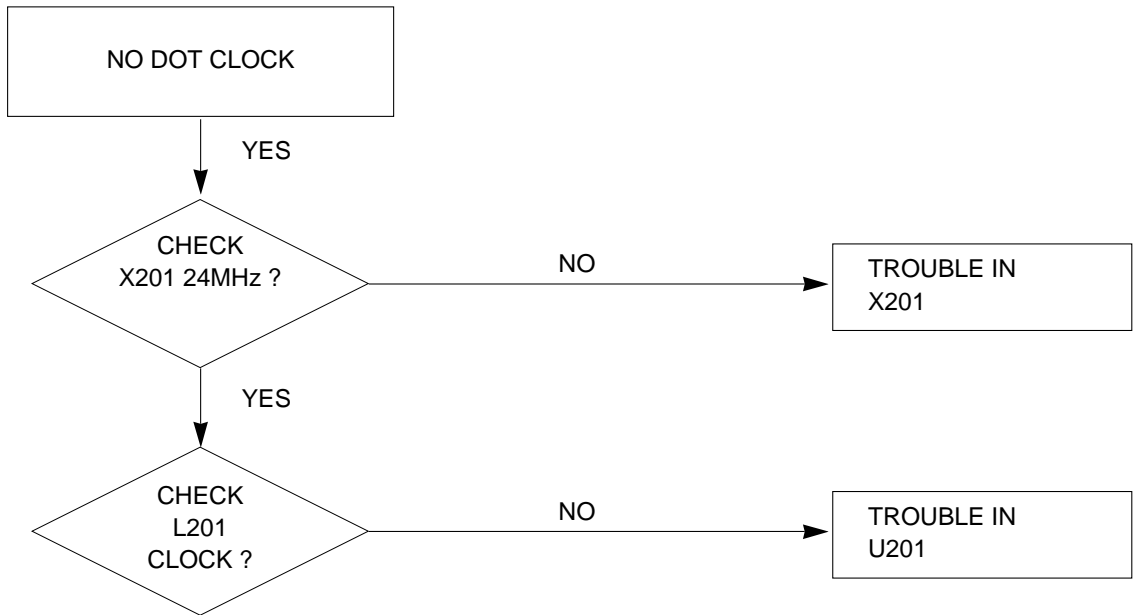 NO DOT CLOCK
YES
CHECK
X201 24MHz ?
NO
TROUBLE IN
X201
YES
CHECK
L201
CLOCK ?
NO
TROUBLE IN
U201